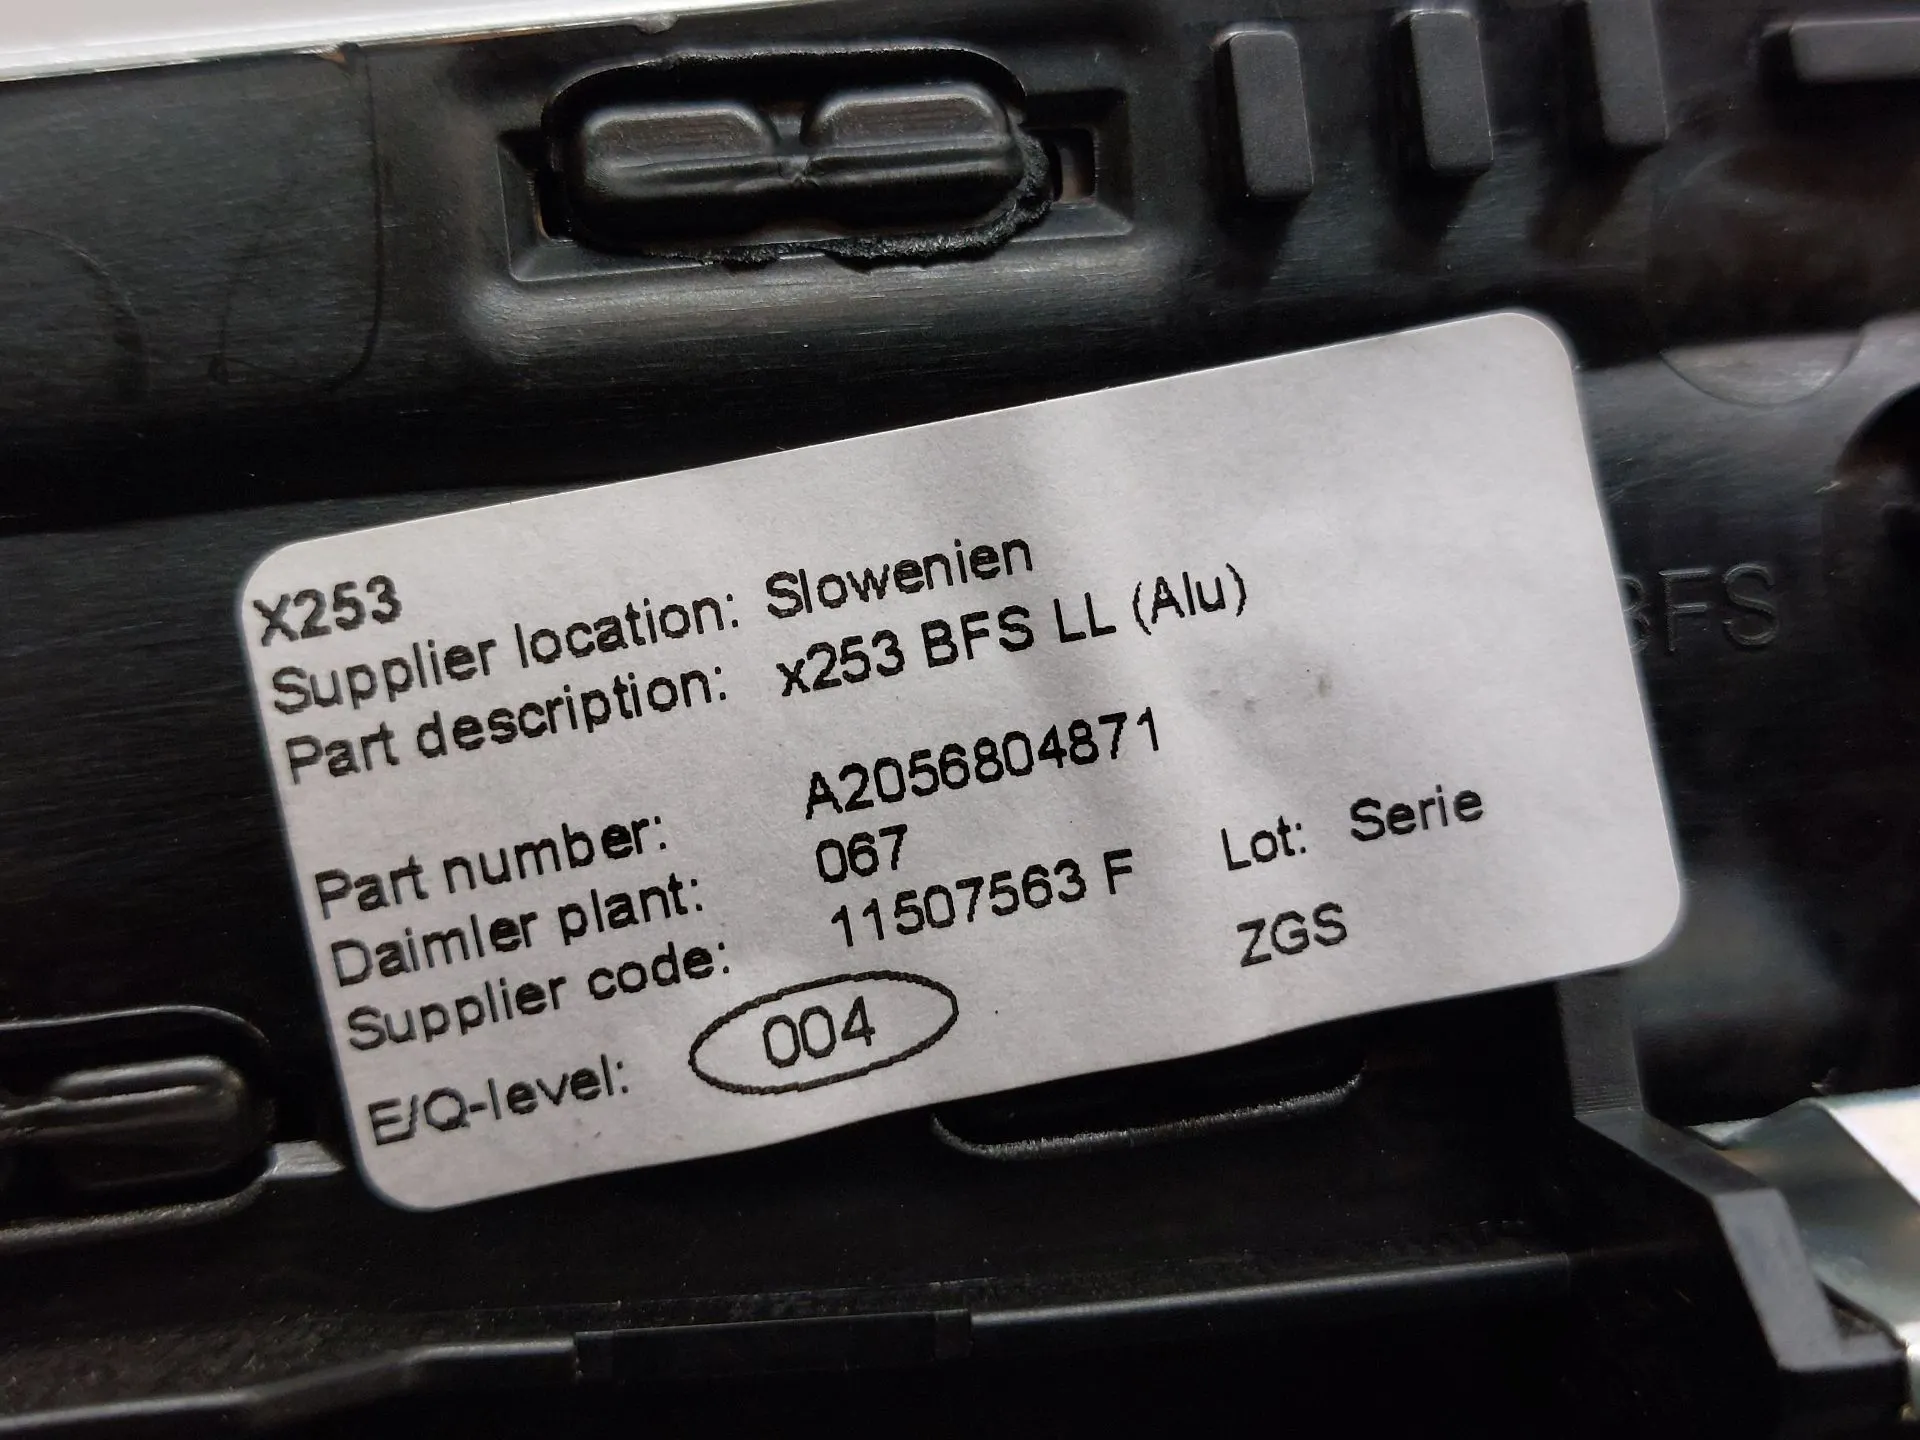 X253
Supplier location: Slowenien
Part description: x253 BFS LL (Alu)
Part number: A2056804871
Daimler plant: 067
Supplier code: 11507563 F Lot: Serie
E/Q-level: 004 ZGS
BFS